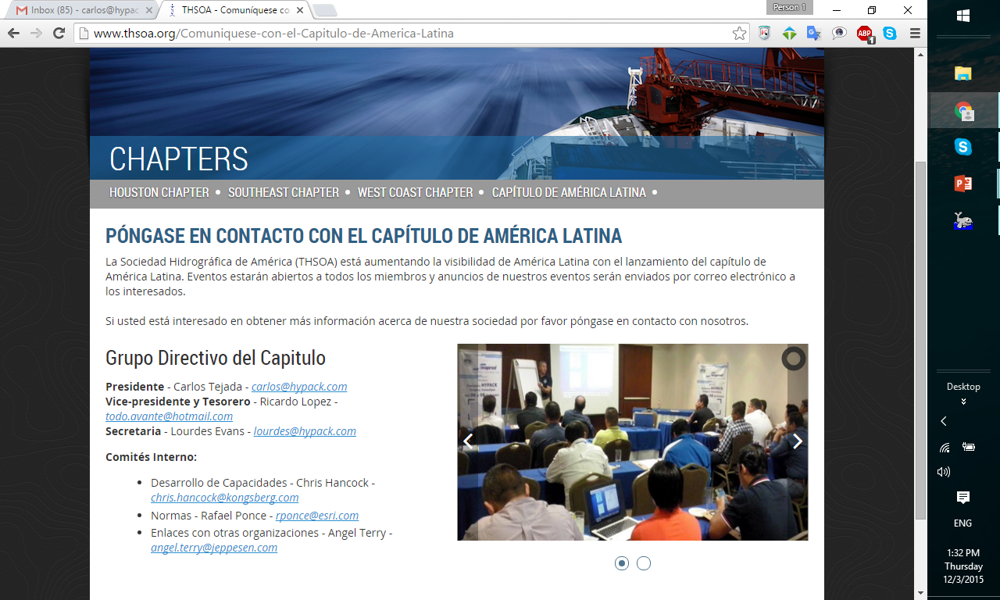 Inbox (85) - carlos@hypac
THSOA - Comuníquese co
Person 1
www.thsoa.org/Comuniquese-con-el-Capitulo-de-America-Latina
ABP
1
CHAPTERS
HOUSTON CHAPTER • SOUTHEAST CHAPTER • WEST COAST CHAPTER • CAPÍTULO DE AMÉRICA LATINA •
PÓNGASE EN CONTACTO CON EL CAPÍTULO DE AMÉRICA LATINA
La Sociedad Hidrográfica de América (THSOA) está aumentando la visibilidad de América Latina con el lanzamiento del capítulo de
América Latina. Eventos estarán abiertos a todos los miembros y anuncios de nuestros eventos serán enviados por correo electrónico a
los interesados.
Si usted está interesado en obtener más información acerca de nuestra sociedad por favor póngase en contacto con nosotros.
Grupo Directivo del Capitulo
Presidente - Carlos Tejada - carlos@hypack.com
Vice-presidente y Tesorero - Ricardo Lopez -
todo.avante@hotmail.com
Secretaria - Lourdes Evans - lourdes@hypack.com
Comités Interno:
• Desarrollo de Capacidades - Chris Hancock -
chris.hancock@kongsberg.com
• Normas - Rafael Ponce - rponce@esri.com
• Enlaces con otras organizaciones - Angel Terry -
angel.terry@jeppesen.com
HYPACK
Desktop
ENG
1:32 PM
Thursday
12/3/2015